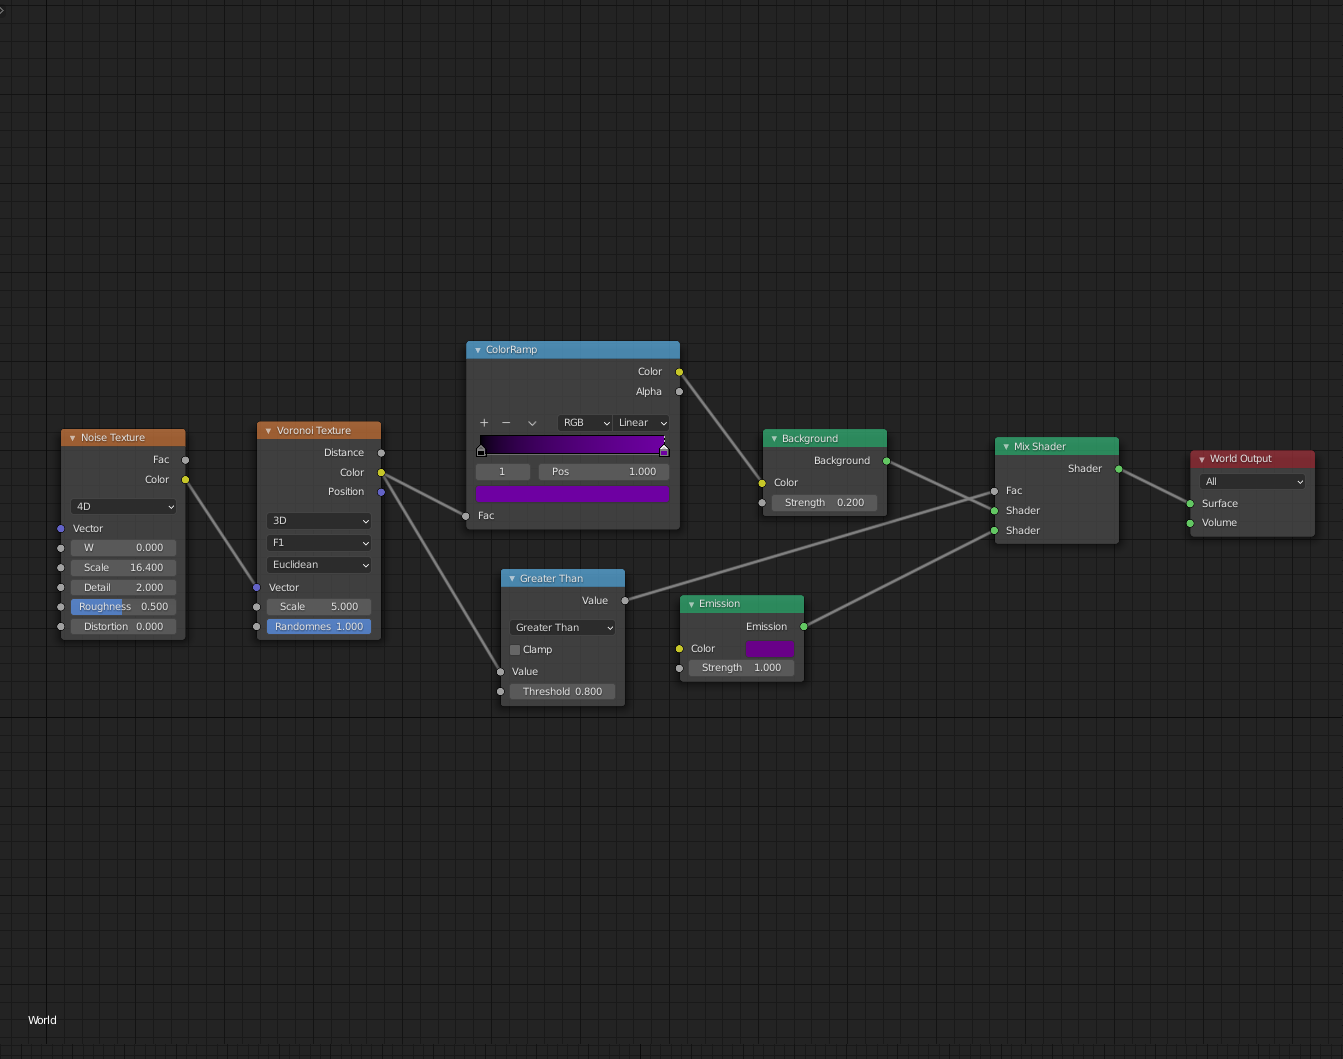 Noise Texture
Fac
Color
4D
Vector
W 0.000
Scale 16.400
Detail 2.000
Roughness 0.500
Distortion 0.000
Voronoi Texture
Distance
Color
Position
3D
F1
Euclidean
Vector
Scale 5.000
Randomnes 1.000
ColorRamp
Color
Alpha
+ − RGB Linear
1 Pos 1.000
Fac
Greater Than
Value
Greater Than
Clamp
Value
Threshold 0.800
Background
Background
Color
Strength 0.200
Emission
Emission
Color
Strength 1.000
Mix Shader
Shader
Fac
Shader
Shader
World Output
All
Surface
Volume
World